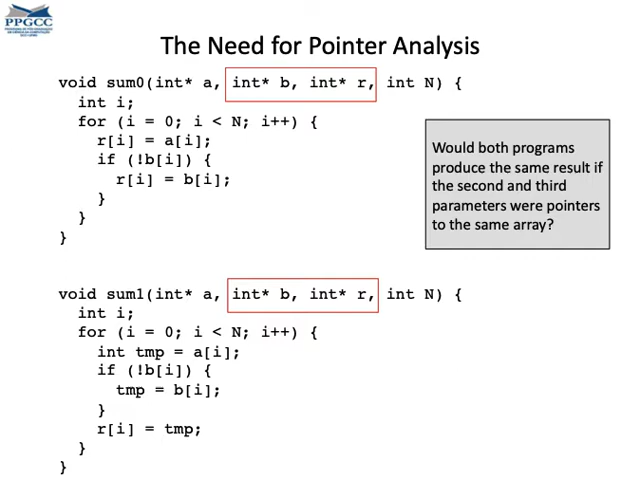 PPGCC
The Need for Pointer Analysis
void sum0(int* a, int* b, int* r, int N) {
int i;
for (i = 0; i < N; i++) {
r[i] = a[i];
if (!b[i]) {
r[i] = b[i];
}
}
}
Would both programs
produce the same result if
the second and third
parameters were pointers
to the same array?
void sum1(int* a, int* b, int* r, int N) {
int i;
for (i = 0; i < N; i++) {
int tmp = a[i];
if (!b[i]) {
tmp = b[i];
}
r[i] = tmp;
}
}